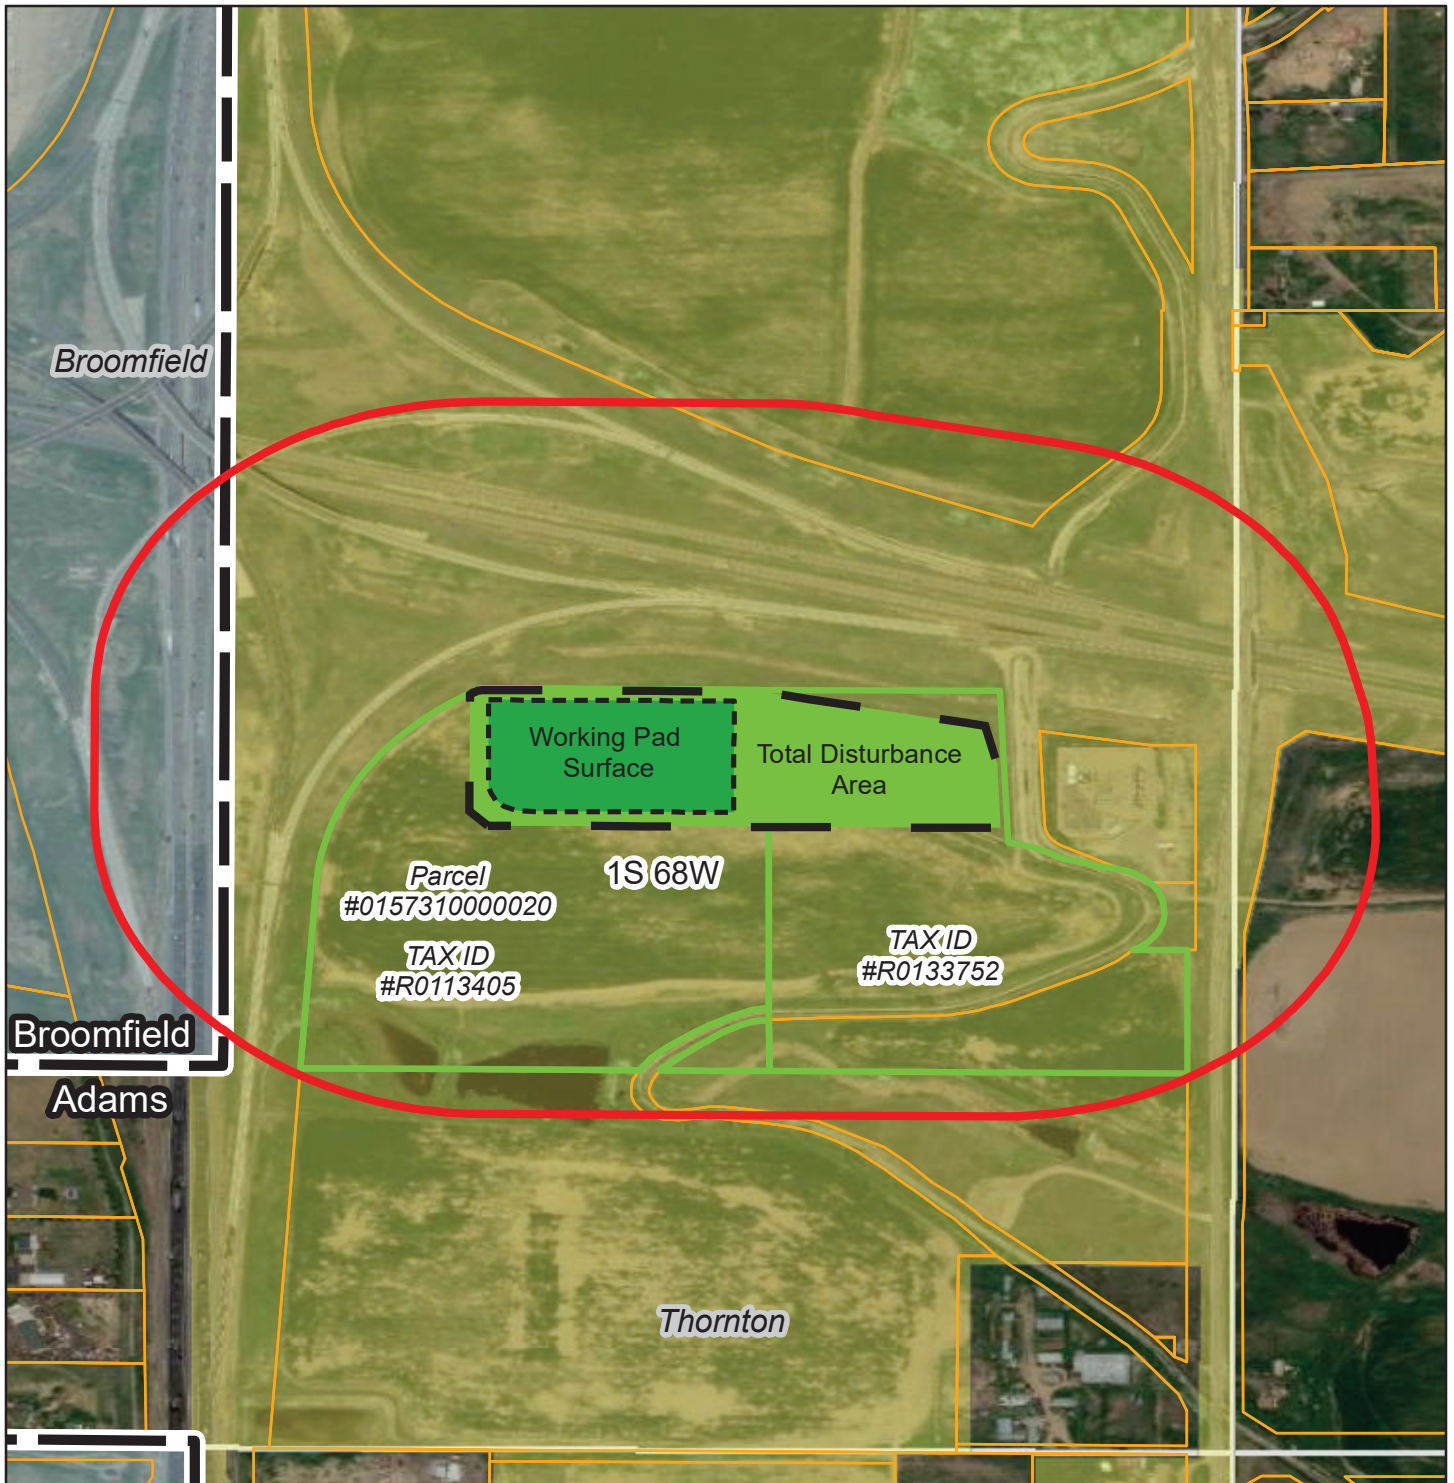 Broomfield
Working Pad
Surface
Total Disturbance
Area
1S 68W
Parcel
#0157310000020
TAX ID
#R0113405
TAX ID
#R0133752
Broomfield
Adams
Thornton